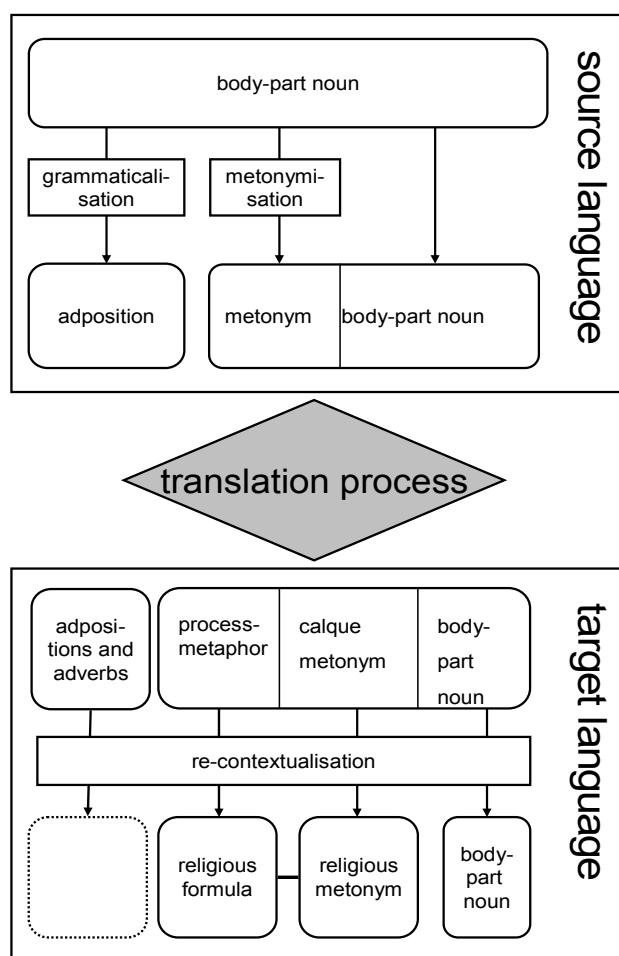 body-part noun
source language
grammaticali-
sation
metonymi-
sation
adposition
metonym
body-part noun
translation process
adposi-
tions and
adverbs
process-
metaphor
calque
metonym
body-
part
noun
target language
re-contextualisation
religious
formula
religious
metonym
body-
part
noun